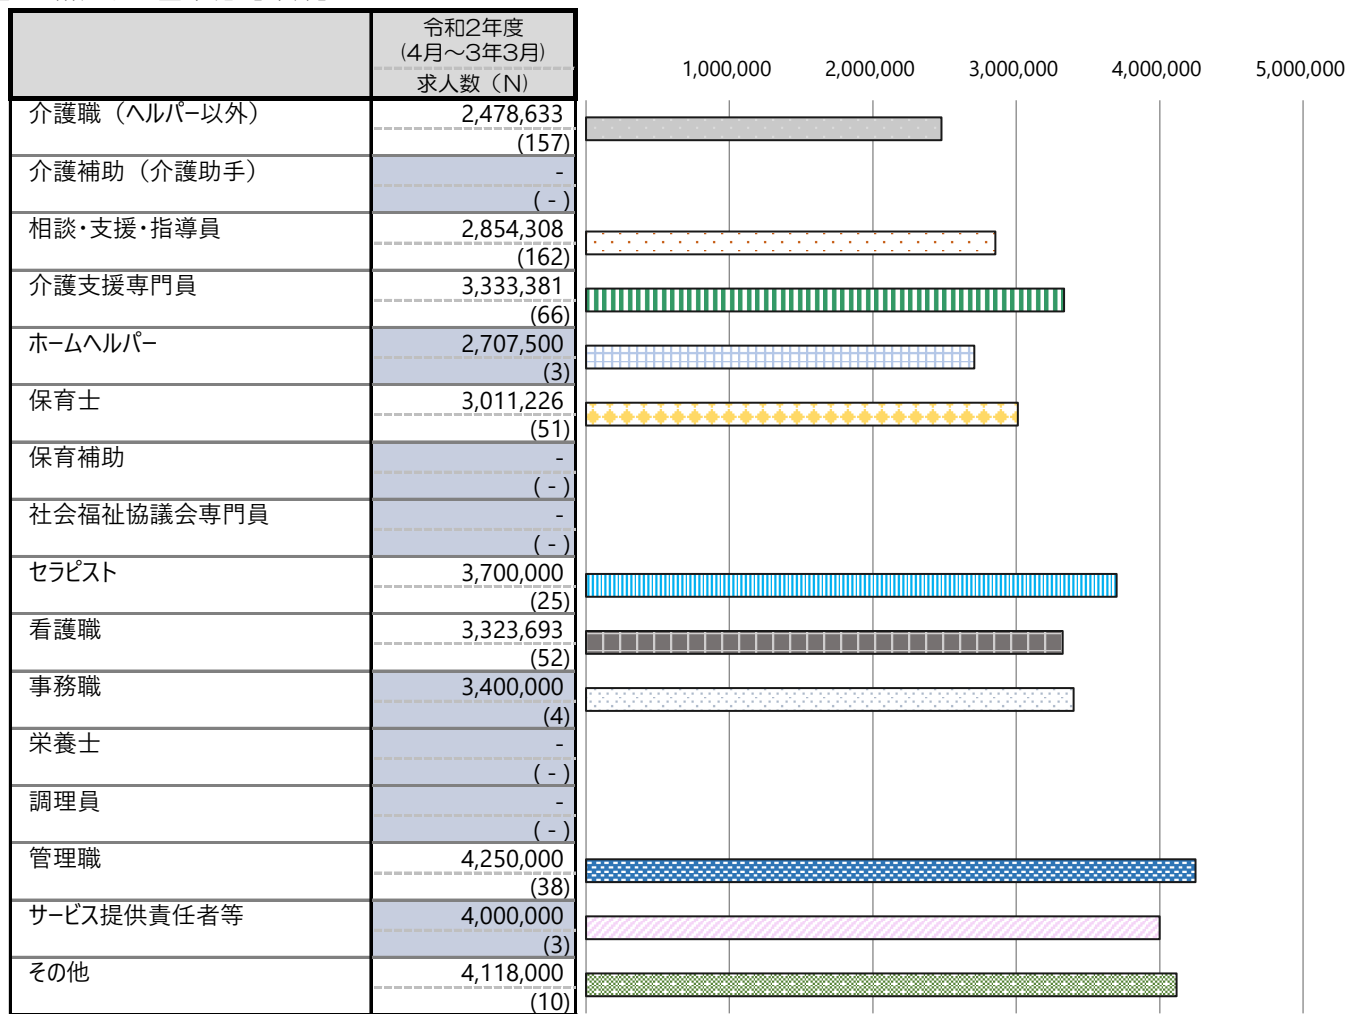 令和2年度
(4月～3年3月)
求人数（N）
1,000,000 2,000,000 3,000,000 4,000,000 5,000,000
介護職（ヘルパー以外） 2,478,633
(157)
介護補助（介護助手） -
( - )
相談・支援・指導員 2,854,308
(162)
介護支援専門員 3,333,381
(66)
ホームヘルパー 2,707,500
(3)
保育士 3,011,226
(51)
保育補助 -
( - )
社会福祉協議会専門員 -
( - )
セラピスト 3,700,000
(25)
看護職 3,323,693
(52)
事務職 3,400,000
(4)
栄養士 -
( - )
調理員 -
( - )
管理職 4,250,000
(38)
サービス提供責任者等 4,000,000
(3)
その他 4,118,000
(10)